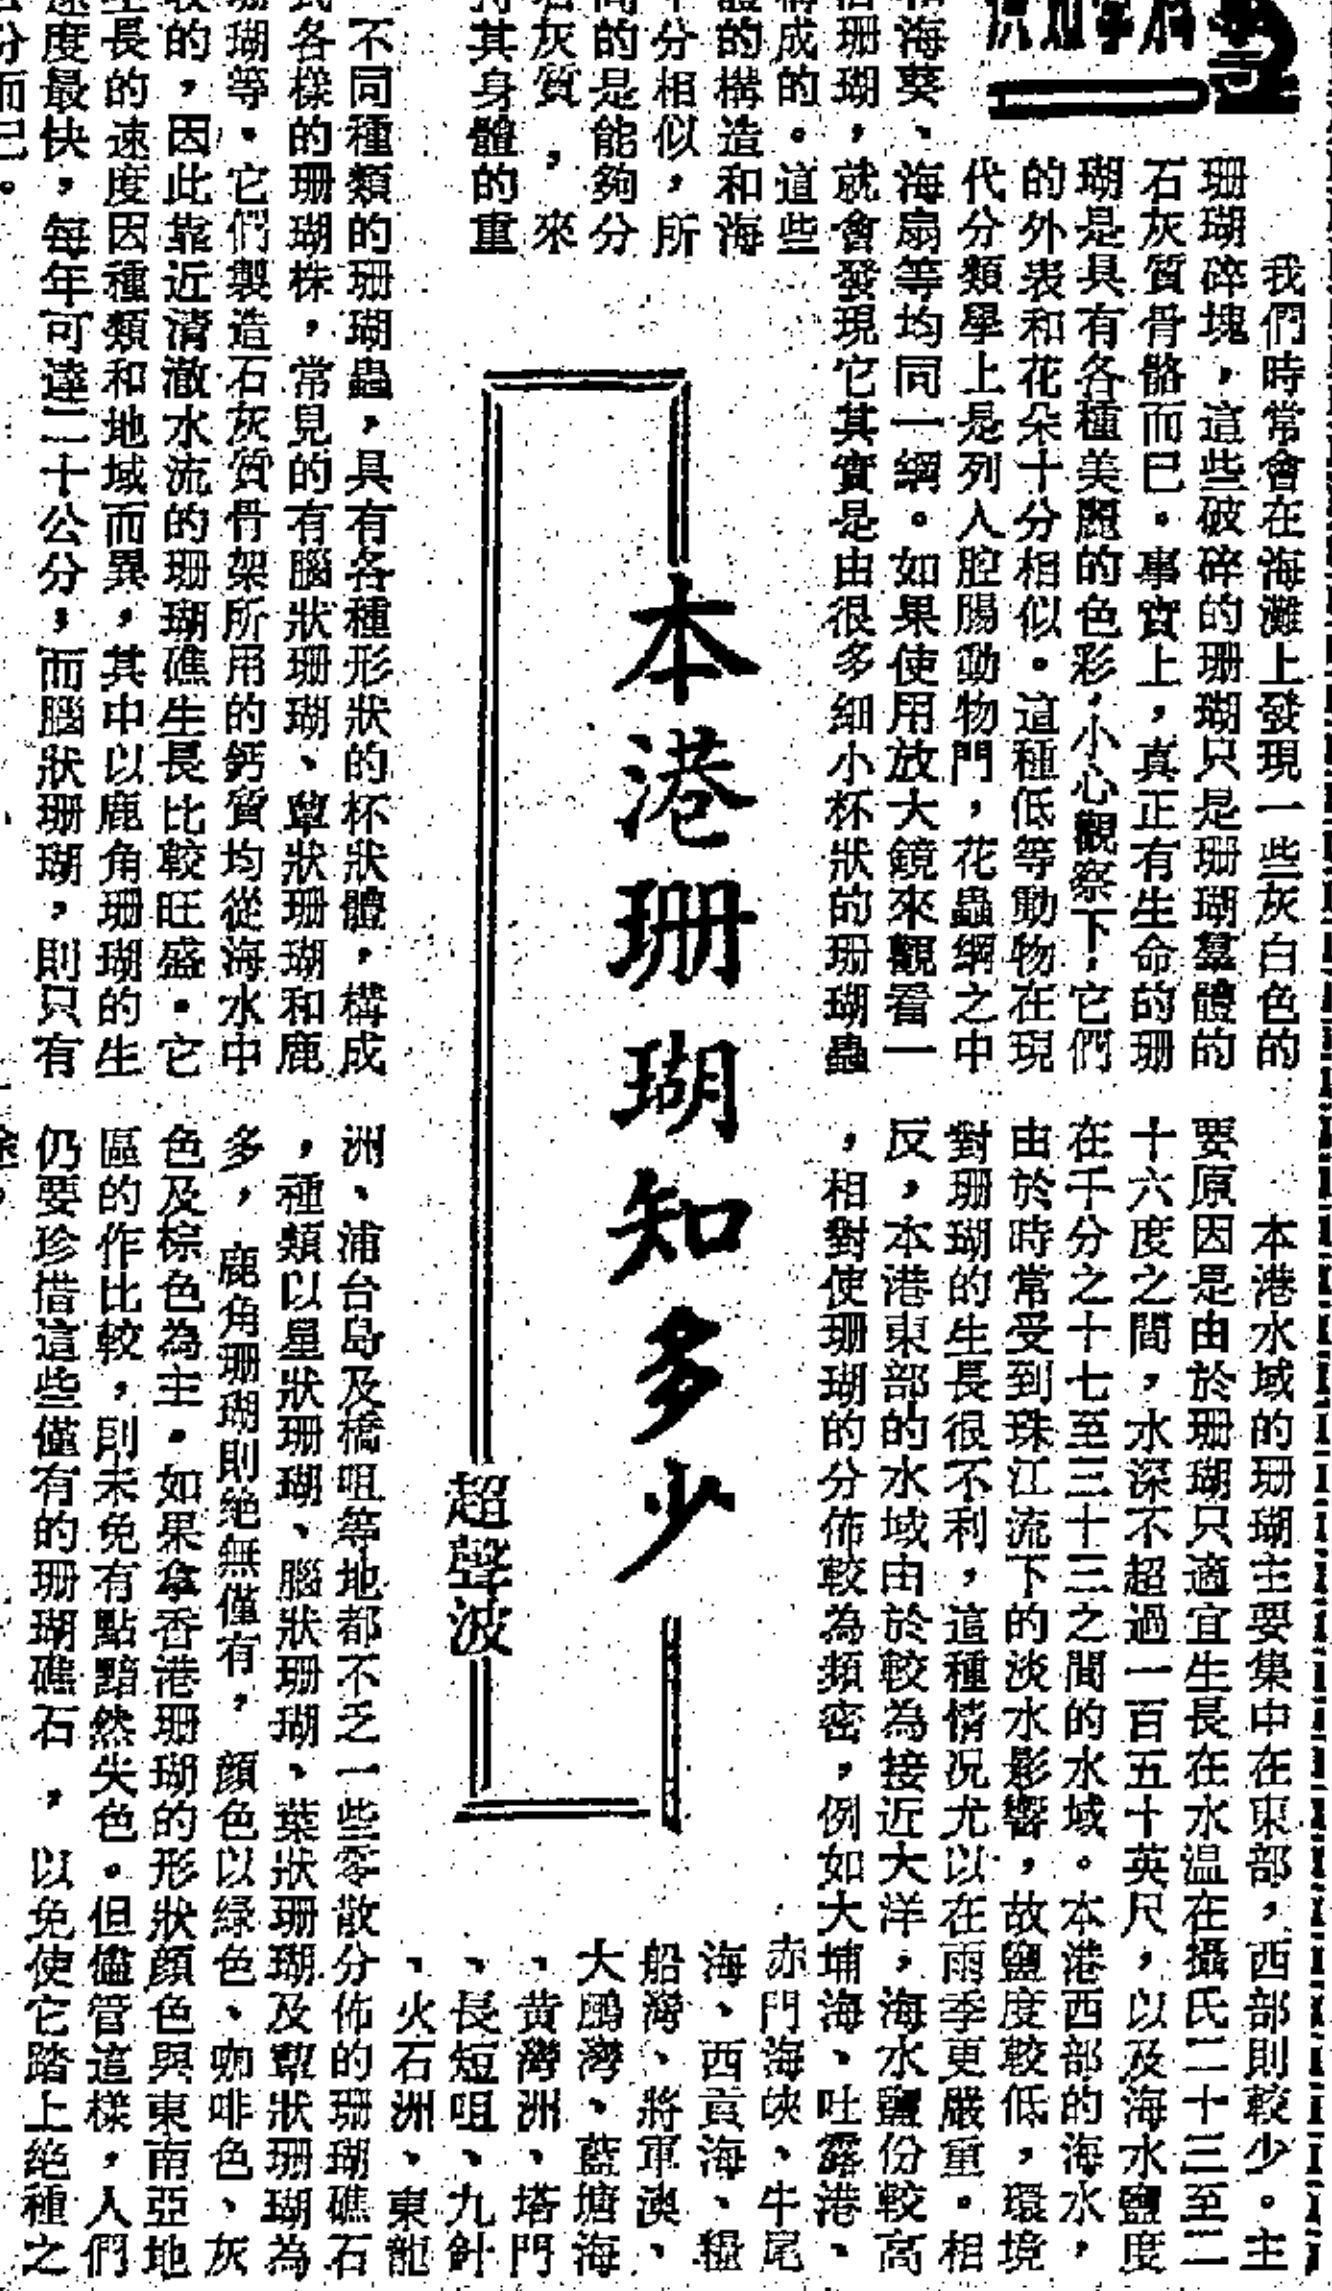 我們時常會在海灘上發現一些灰白色的
珊瑚碎塊，這些破碎的珊瑚只是珊瑚羣體的
石灰質骨骼而已。事實上，真正有生命的珊
瑚是具有各種美麗的色彩，小心觀察下，它們
的外表和花朵十分相似。這種低等動物在現
代分類學上是列入腔腸動物門，花蟲綱之中
海葵、海扇等均同一綱。如果使用放大鏡來觀看一
珊瑚，就會發現它其實是由很多細小杯狀的珊瑚蟲
成的。這些
的構造和海
分相似，所
的是能夠分
灰質，來
其身體的重
本港珊瑚知多少
超聲波
不同種類的珊瑚蟲，具有各種形狀的杯狀體，構成
各樣的珊瑚株，常見的有腦狀珊瑚、蕈狀珊瑚和鹿
瑚等。它們製造石灰質骨架所用的鈣質均從海水中
的，因此靠近清澈水流的珊瑚礁生長比較旺盛。它
長的速度因種類和地域而異，其中以鹿角珊瑚的生
度最快，每年可達二十公分，而腦狀珊瑚，則只有
分而已。
本港水域的珊瑚主要集中在東部，西部則較少。主
要原因是由於珊瑚只適宜生長在水温在攝氏二十三至二
十六度之間，水深不超過一百五十英尺，以及海水鹽度
在千分之十七至三十三之間的水域。本港西部的海水，
由於時常受到珠江流下的淡水影響，故鹽度較低，環境
對珊瑚的生長很不利，這種情况尤以在雨季更嚴重。相
反，本港東部的水域由於較為接近大洋，海水鹽份較高
，相對使珊瑚的分佈較為頻密，例如大埔海、吐露港、
赤門海峽、牛尾
海、西貢海、糧
船灣、將軍澳、
大鵬灣、藍塘海
、黃灣洲、塔門
、長短咀、九針
、火石洲、東龍
洲、浦台島及橋咀等地都不乏一些零散分佈的珊瑚礁石
，種類以星狀珊瑚、腦狀珊瑚、葉狀珊瑚及蕈狀珊瑚為
多，鹿角珊瑚則絶無僅有，顏色以綠色、咖啡色、灰
色及棕色為主。如果拿香港珊瑚的形狀顏色與東南亞地
區的作比較，則未免有點黯然失色。但儘管這樣，人們
仍要珍惜這些僅有的珊瑚礁石，以免使它踏上絕種之
途，